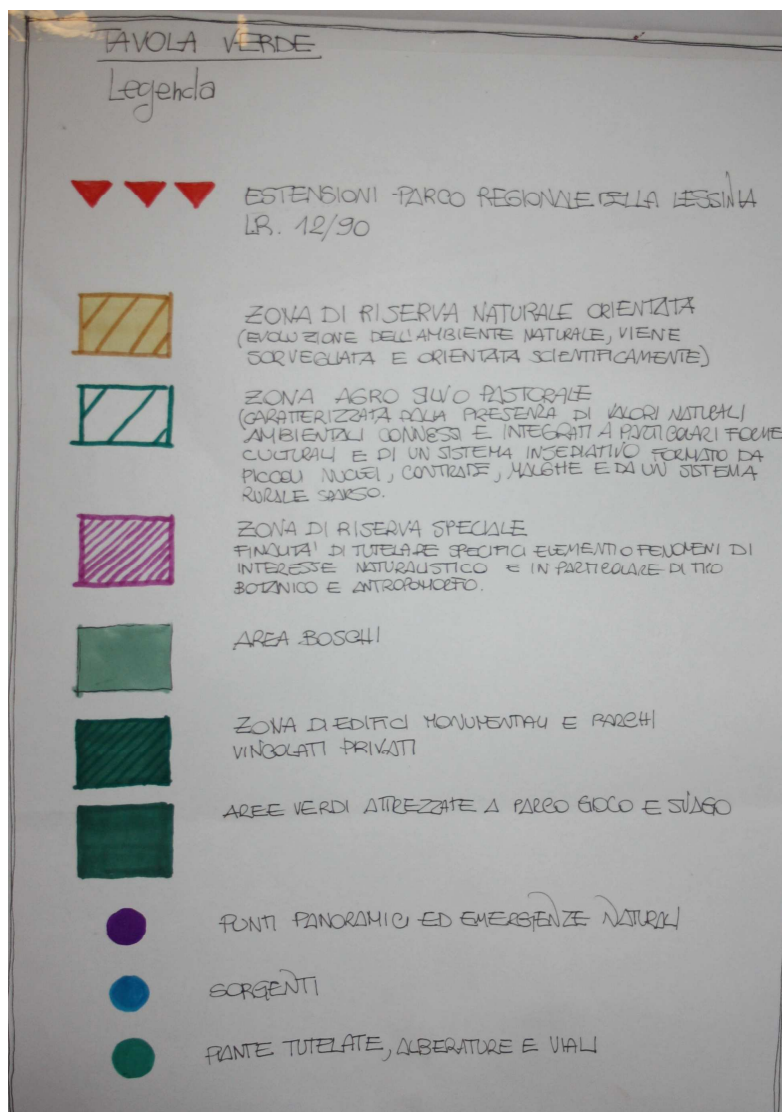 TAVOLA VERDE
Legenda
ESTENSIONI PARCO REGIONALE DELLA LESSINIA
LR. 12/90
ZONA DI RISERVA NATURALE ORIENTATA
(EVOLUZIONE DELL'AMBIENTE NATURALE, VIENE
SORVEGLIATA E ORIENTATA SCIENTIFICAMENTE)
ZONA AGRO SILVO PASTORALE
(CARATTERIZZATA DALLA PRESENZA DI VALORI NATURALI
AMBIENTALI CONNESSI E INTEGRATI A PARTICOLARI FORME
CULTURALI E DI UN SISTEMA INSEDIATIVO FORMATO DA
PICCOLI NUCLEI, CONTRADE, MALGHE E DA UN SISTEMA
RURALE SPARSO.
ZONA DI RISERVA SPECIALE
FINALITA' DI TUTELARE SPECIFICI ELEMENTI O FENOMENI DI
INTERESSE NATURALISTICO E IN PARTICOLARE DI TIPO
BOTANICO E ANTROPOMORFO.
AREA BOSCHI
ZONA DI EDIFICI MONUMENTALI E PARCHI
VINCOLATI PRIVATI
AREE VERDI ATTREZZATE A PARCO GIOCO E SVAGO
PUNTI PANORAMICI ED EMERGENZE NATURALI
SORGENTI
PIANTE TUTELATE, ALBERATURE E VIALI